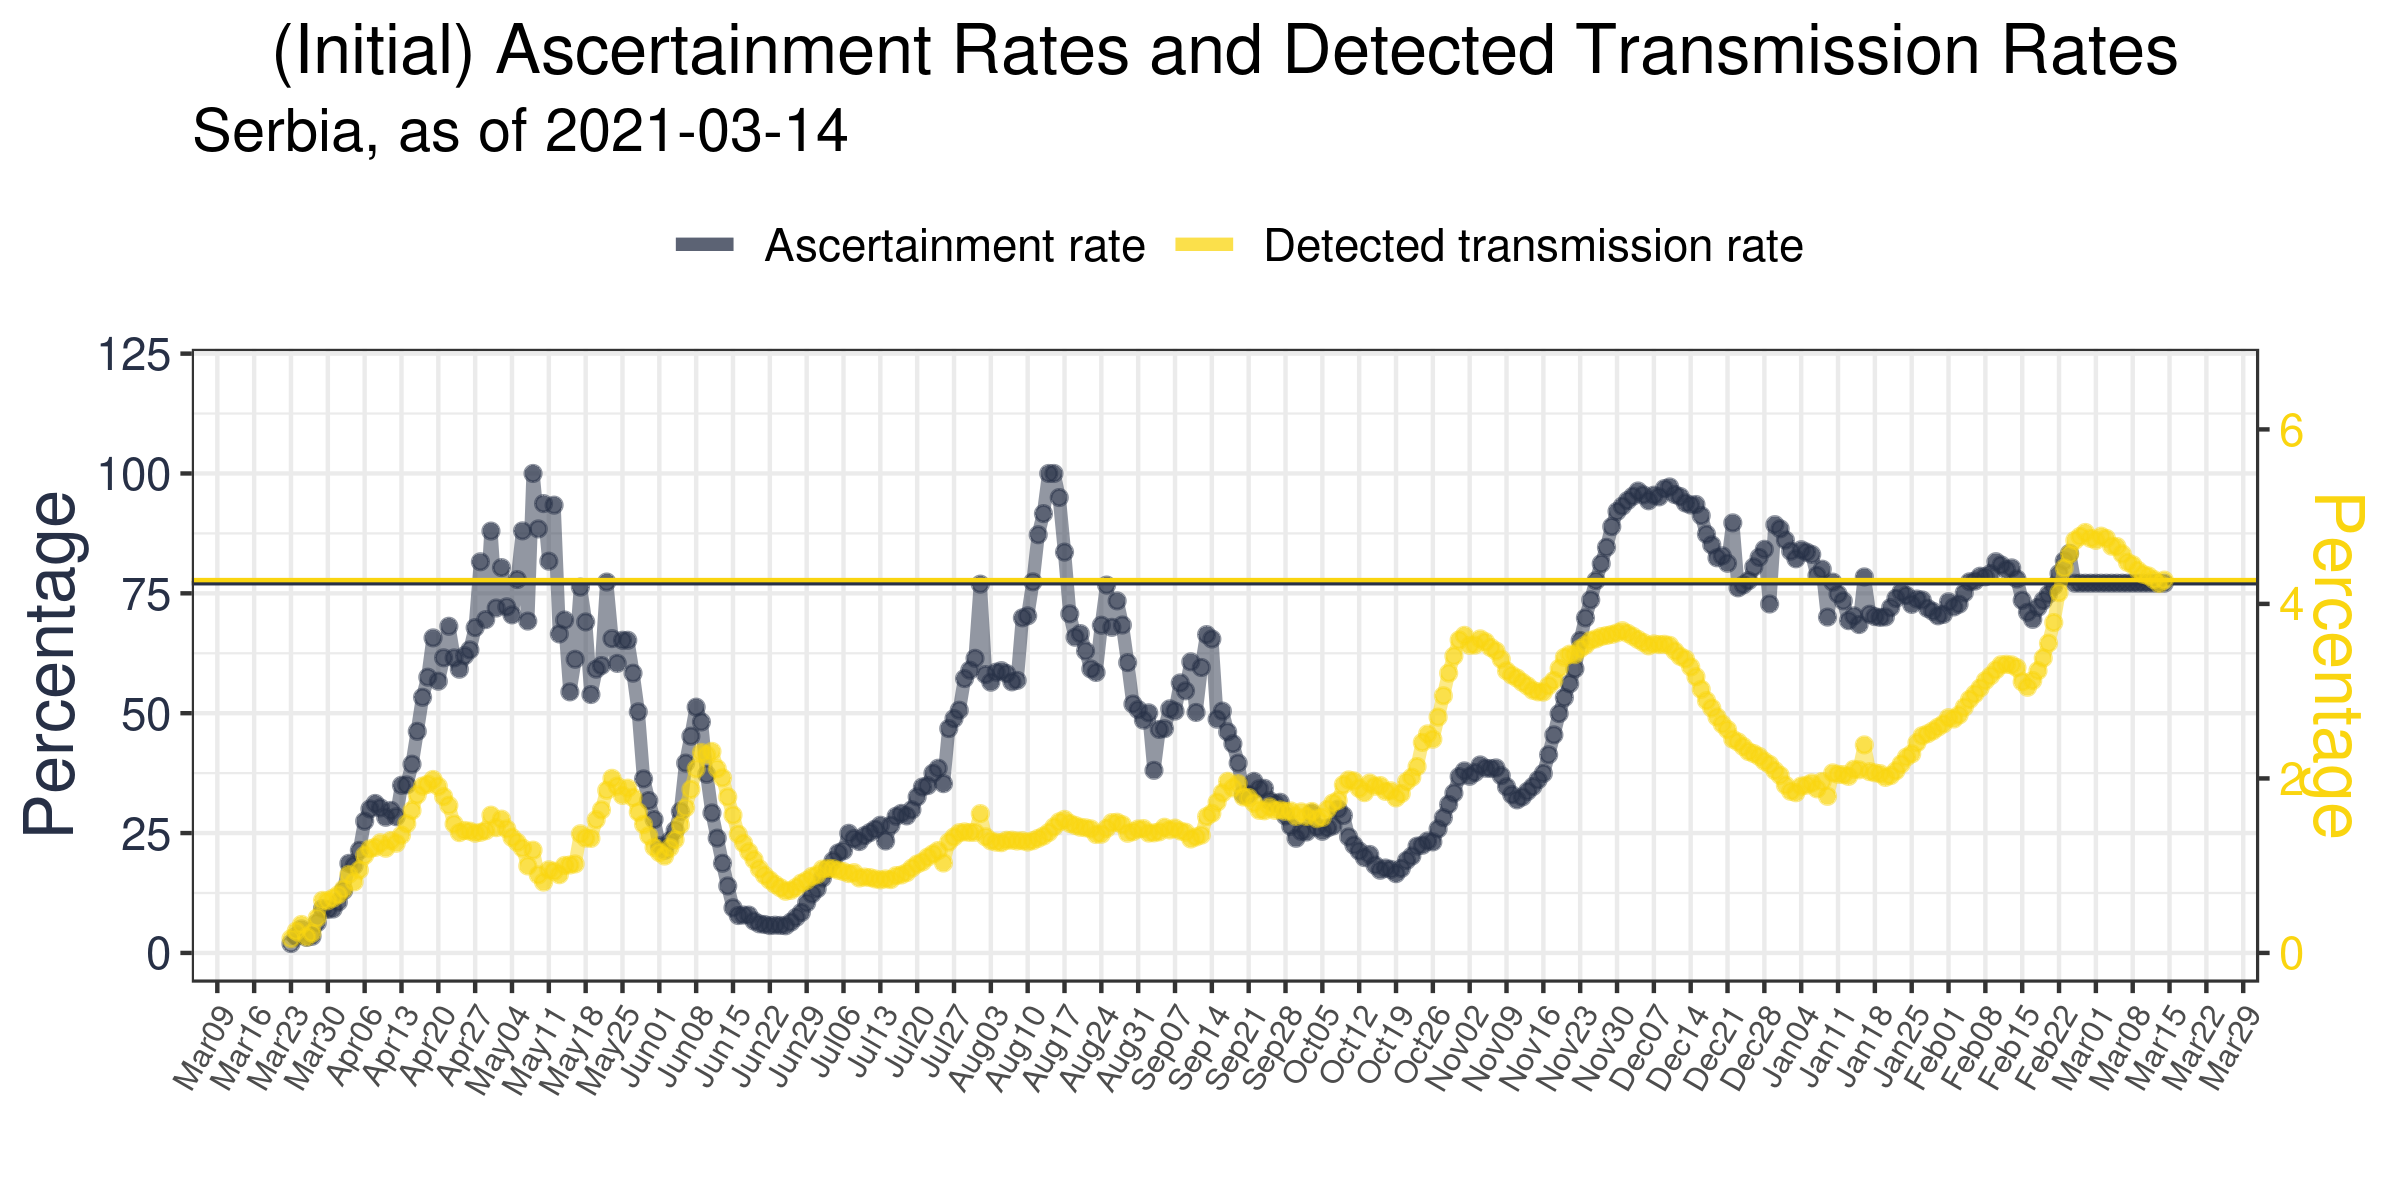 (Initial) Ascertainment Rates and Detected Transmission Rates
Serbia, as of 2021-03-14
Ascertainment rate
Detected transmission rate
Percentage
125
100
75
50
25
0
6
4
2
0
Percentage
Mar09
Mar16
Mar23
Mar30
Apr06
Apr13
Apr20
Apr27
May04
May11
May18
May25
Jun01
Jun08
Jun15
Jun22
Jun29
Jul06
Jul13
Jul20
Jul27
Aug03
Aug10
Aug17
Aug24
Aug31
Sep07
Sep14
Sep21
Sep28
Oct05
Oct12
Oct19
Oct26
Nov02
Nov09
Nov16
Nov23
Nov30
Dec07
Dec14
Dec21
Dec28
Jan04
Jan11
Jan18
Jan25
Feb01
Feb08
Feb15
Feb22
Mar01
Mar08
Mar15
Mar22
Mar29